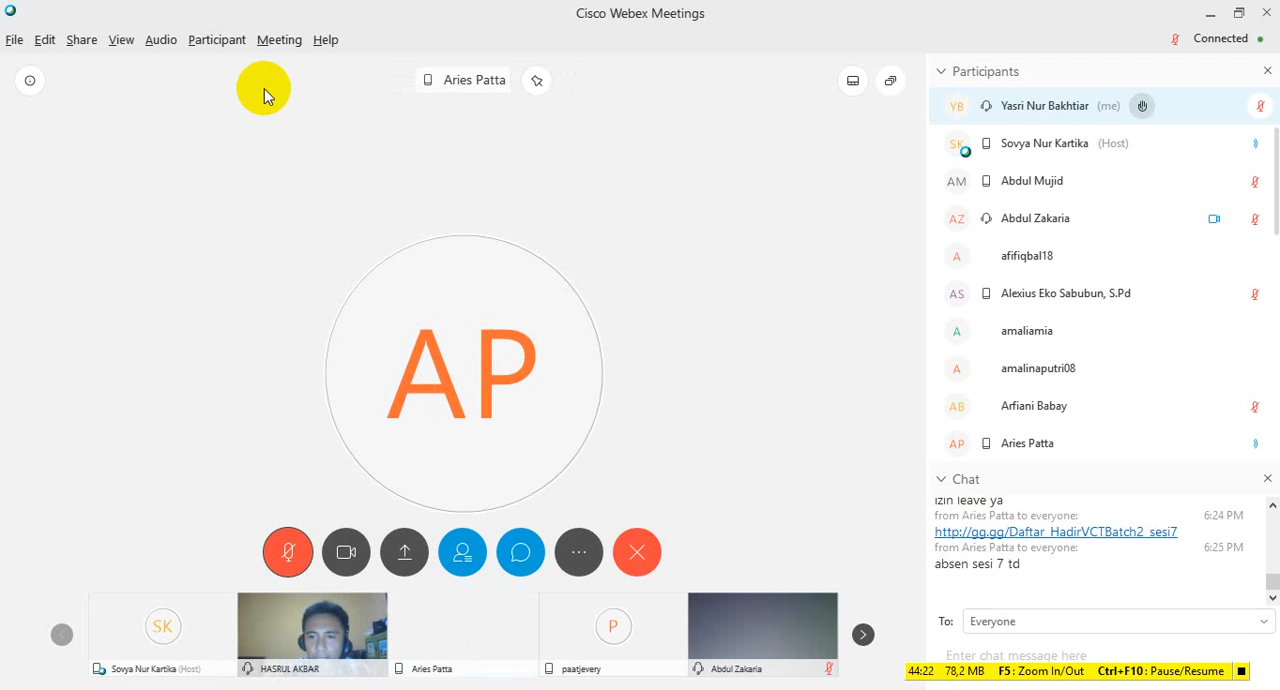 Cisco Webex Meetings
File Edit Share View Audio Participant Meeting Help
Connected
Aries Patta
AP
Participants
YB Yasri Nur Bakhtiar (me)
SK Sovya Nur Kartika (Host)
AM Abdul Mujid
AZ Abdul Zakaria
A afifiqbal18
AS Alexius Eko Sabubun, S.Pd
A amaliamia
A amalinaputri08
AB Arfiani Babay
AP Aries Patta
Chat
izin leave ya
from Aries Patta to everyone: 6:24 PM
http://gg.gg/Daftar_HadirVCTBatch2_sesi7
from Aries Patta to everyone: 6:25 PM
absen sesi 7 td
To: Everyone
Enter chat message here
SK
P
Sovya Nur Kartika (Host)
HASRUL AKBAR
Aries Patta
paatjevery
Abdul Zakaria
44:22 78,2 MB F5: Zoom In/Out Ctrl+F10: Pause/Resume